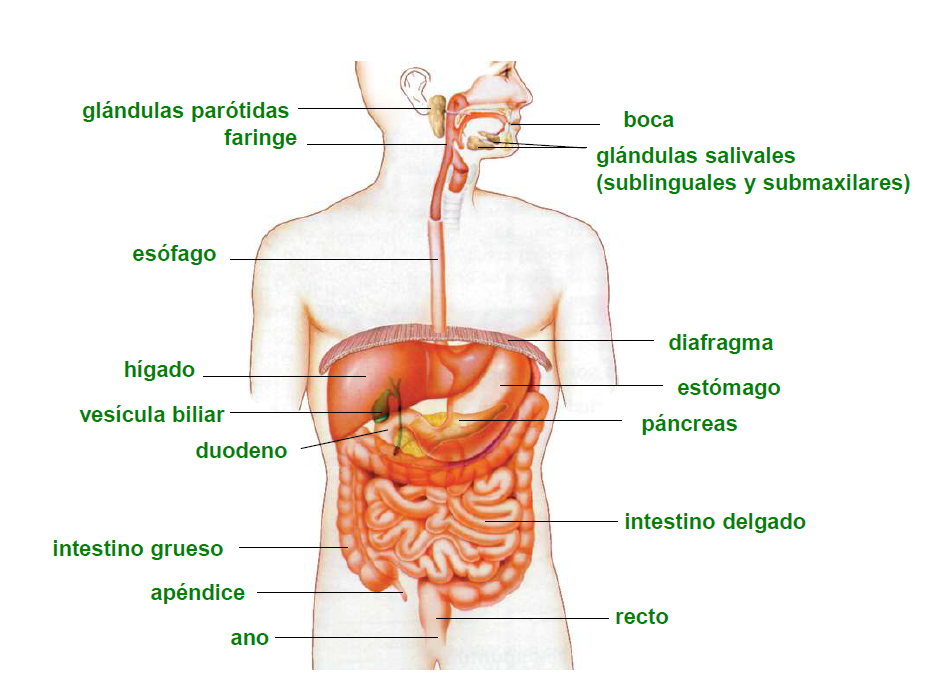 glándulas parótidas
faringe
boca
glándulas salivales
(sublinguales y submaxilares)
esófago
diafragma
hígado
estómago
vesícula biliar
páncreas
duodeno
intestino delgado
intestino grueso
apéndice
recto
ano